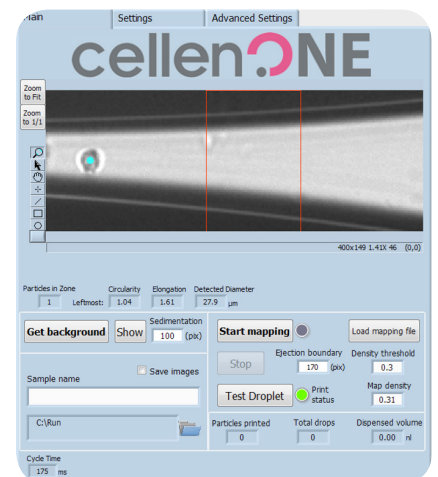 Main Settings Advanced Settings
cellenONE
Zoom
to Fit
Zoom
to 1/1
400x149 1.41X 46 (0,0)
Particles in Zone Circularity Elongation Detected Diameter
1 Leftmost: 1.04 1.61 27.9 µm
Get background Show Sedimentation 100 (pix)
Save images
Sample name
C:\Run
Start mapping Load mapping file
Stop Ejection boundary 170 (pix) Density threshold 0.3
Test Droplet Print status Map density 0.31
Particles printed Total drops Dispensed volume
0 0 0.00 nl
Cycle Time
175 ms